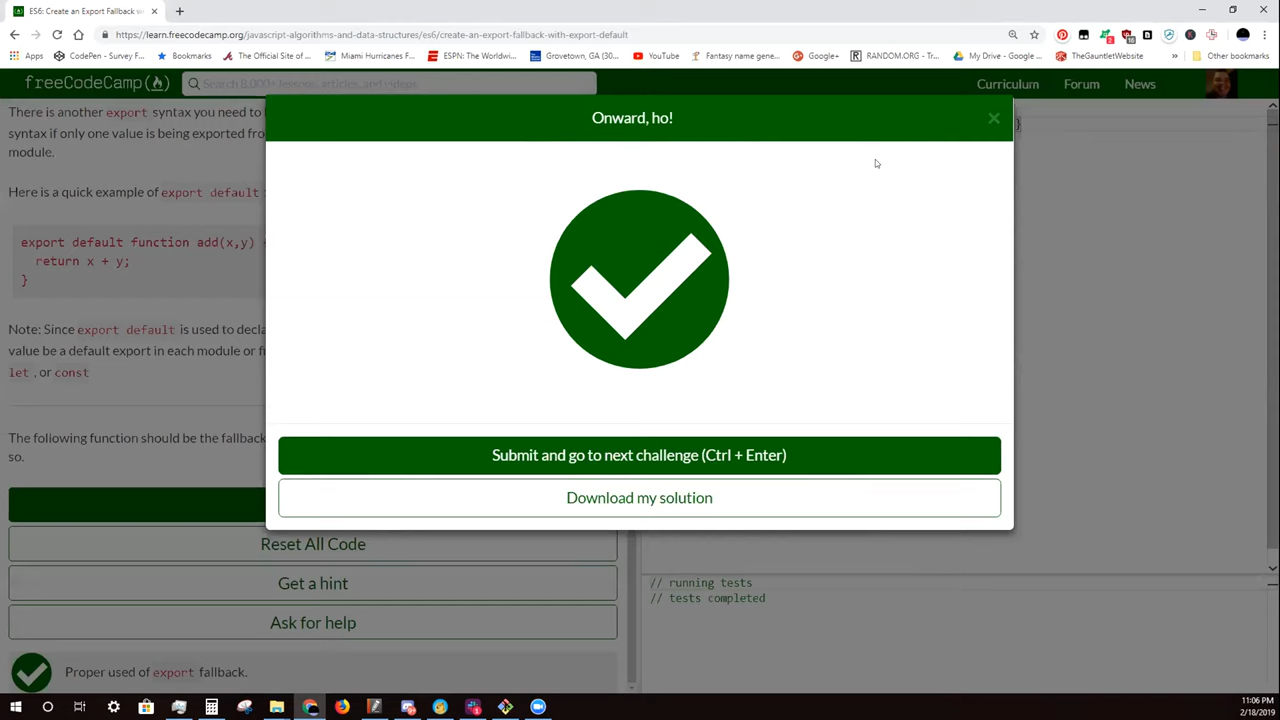 ES6: Create an Export Fallback
https://learn.freecodecamp.org/javascript-algorithms-and-data-structures/es6/create-an-export-fallback-with-export-default
Apps CodePen - Survey F... Bookmarks The Official Site of ... Miami Hurricanes F... ESPN: The Worldwi... Grovetown, GA (30... YouTube Fantasy name gene... Google+ RANDOM.ORG - Tr... My Drive - Google ... TheGauntletWebsite » Other bookmarks
freeCodeCamp Search 8,000+ lessons, articles, and videos Curriculum Forum News
There is another export syntax you need to
syntax if only one value is being exported fro
module.
Here is a quick example of export default
export default function add(x,y) {
return x + y;
}
Note: Since export default is used to decla
value be a default export in each module or f
let , or const
The following function should be the fallback
so.
Reset All Code
Get a hint
Ask for help
Proper used of export fallback.
Onward, ho!
Submit and go to next challenge (Ctrl + Enter)
Download my solution
}
// running tests
// tests completed
11:06 PM
2/18/2019